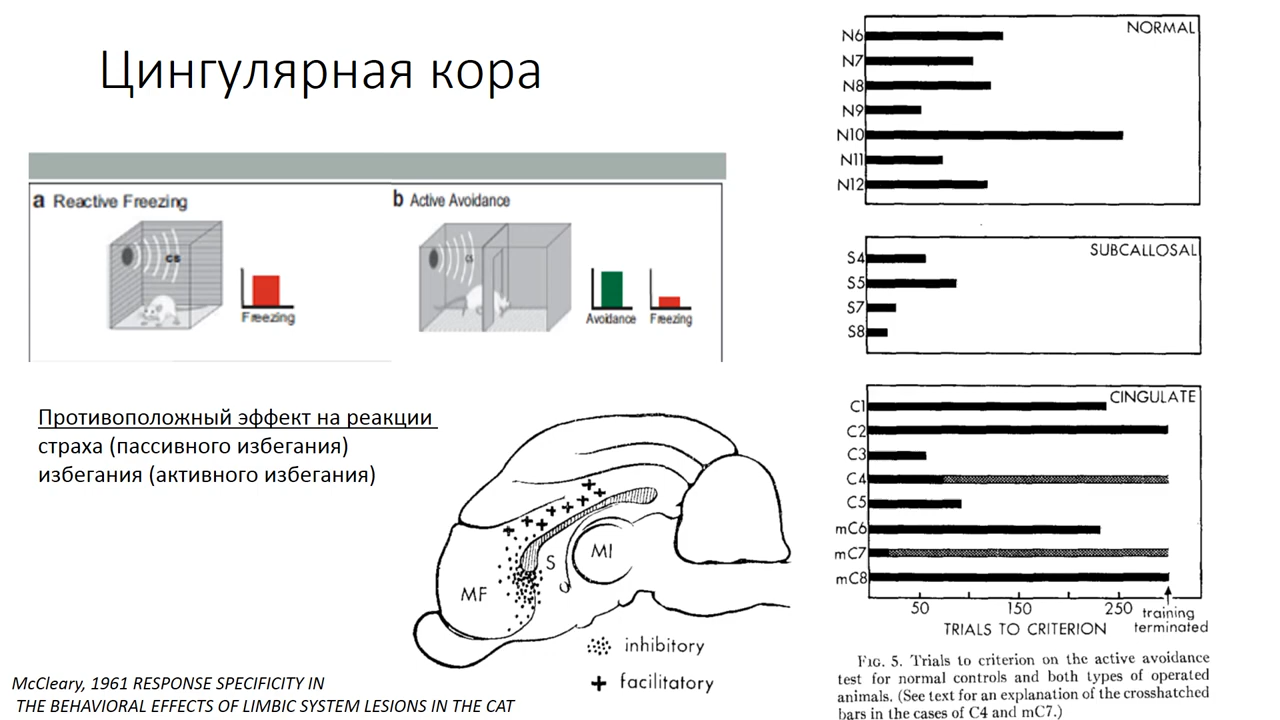 Цингулярная кора
a Reactive Freezing
CS
Freezing
b Active Avoidance
CS
Avoidance
Freezing
Противоположный эффект на реакции
страха (пассивного избегания)
избегания (активного избегания)
MF
S
MI
inhibitory
+ facilitatory
McCleary, 1961 RESPONSE SPECIFICITY IN
THE BEHAVIORAL EFFECTS OF LIMBIC SYSTEM LESIONS IN THE CAT
NORMAL
N6
N7
N8
N9
N10
N11
N12
SUBCALLOSAL
S4
S5
S7
S8
CINGULATE
C1
C2
C3
C4
C5
mC6
mC7
mC8
50 150 250
training
terminated
TRIALS TO CRITERION
FIG. 5. Trials to criterion on the active avoidance
test for normal controls and both types of operated
animals. (See text for an explanation of the crosshatched
bars in the cases of C4 and mC7.)